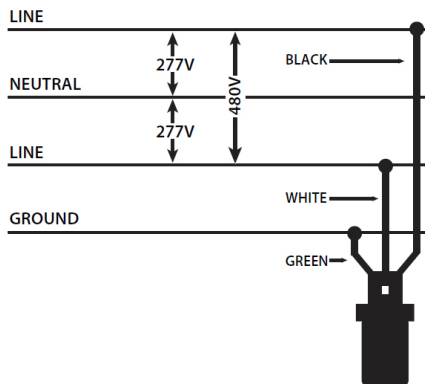 LINE
277V
480V
BLACK
NEUTRAL
277V
LINE
WHITE
GROUND
GREEN